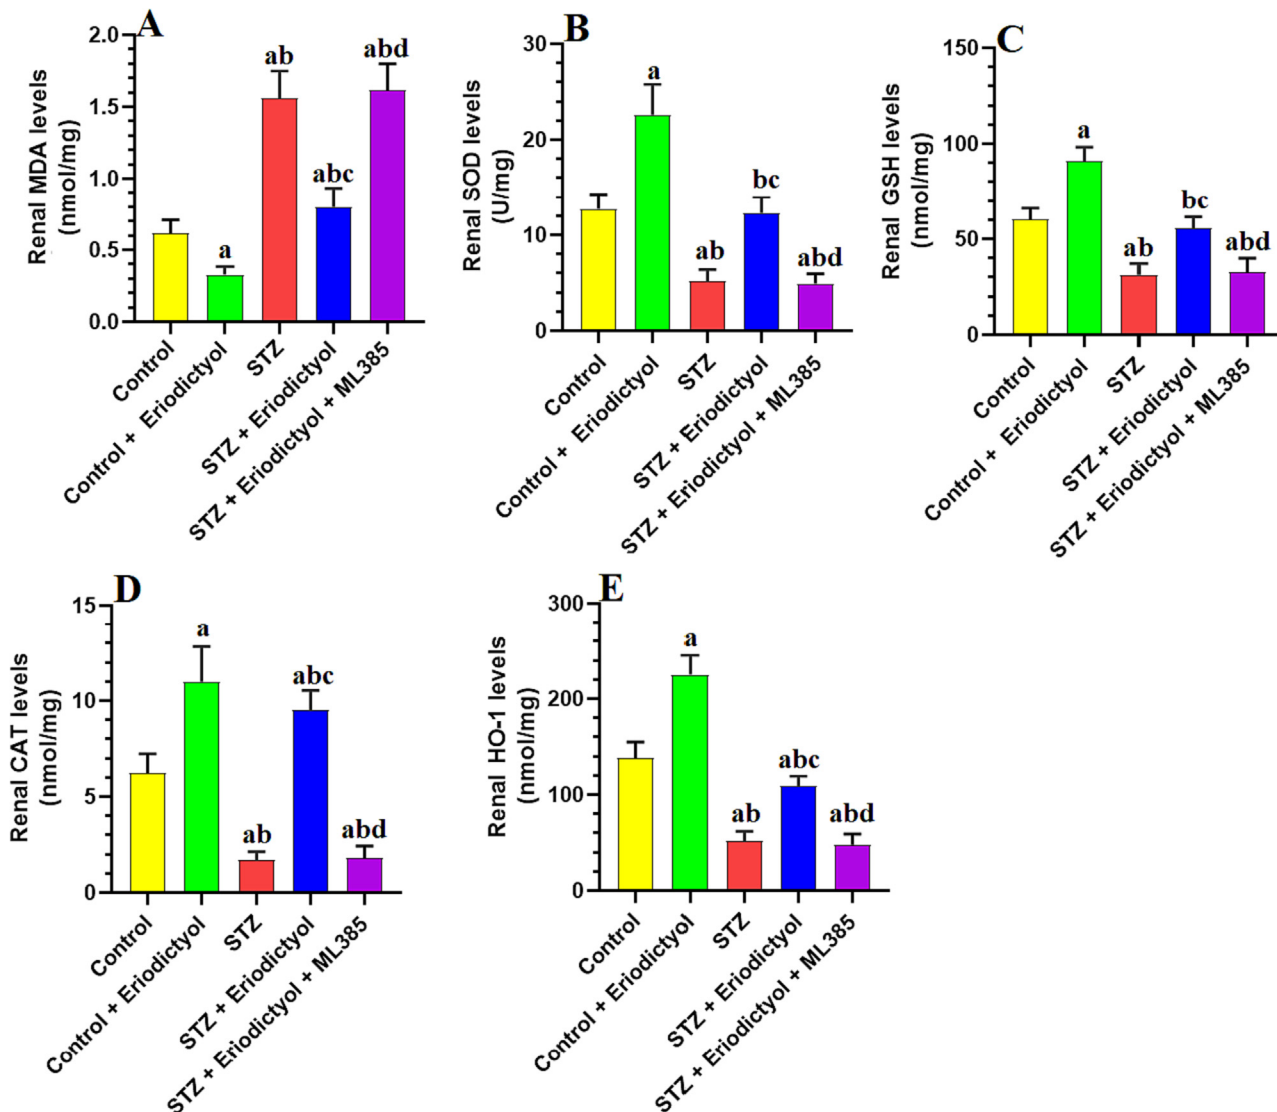 A
Renal MDA levels
(nmol/mg)
2.0
1.5
1.0
0.5
0.0
a
ab
abc
abd
Control
Control + Eriodictyol
STZ
STZ + Eriodictyol
STZ + Eriodictyol + ML385
B
Renal SOD levels
(U/mg)
30
20
10
0
a
ab
bc
abd
Control
Control + Eriodictyol
STZ
STZ + Eriodictyol
STZ + Eriodictyol + ML385
C
Renal GSH levels
(nmol/mg)
150
100
50
0
a
ab
bc
abd
Control
Control + Eriodictyol
STZ
STZ + Eriodictyol
STZ + Eriodictyol + ML385
D
Renal CAT levels
(nmol/mg)
15
10
5
0
a
ab
abc
abd
Control
Control + Eriodictyol
STZ
STZ + Eriodictyol
STZ + Eriodictyol + ML385
E
Renal HO-1 levels
(nmol/mg)
300
200
100
0
a
ab
abc
abd
Control
Control + Eriodictyol
STZ
STZ + Eriodictyol
STZ + Eriodictyol + ML385